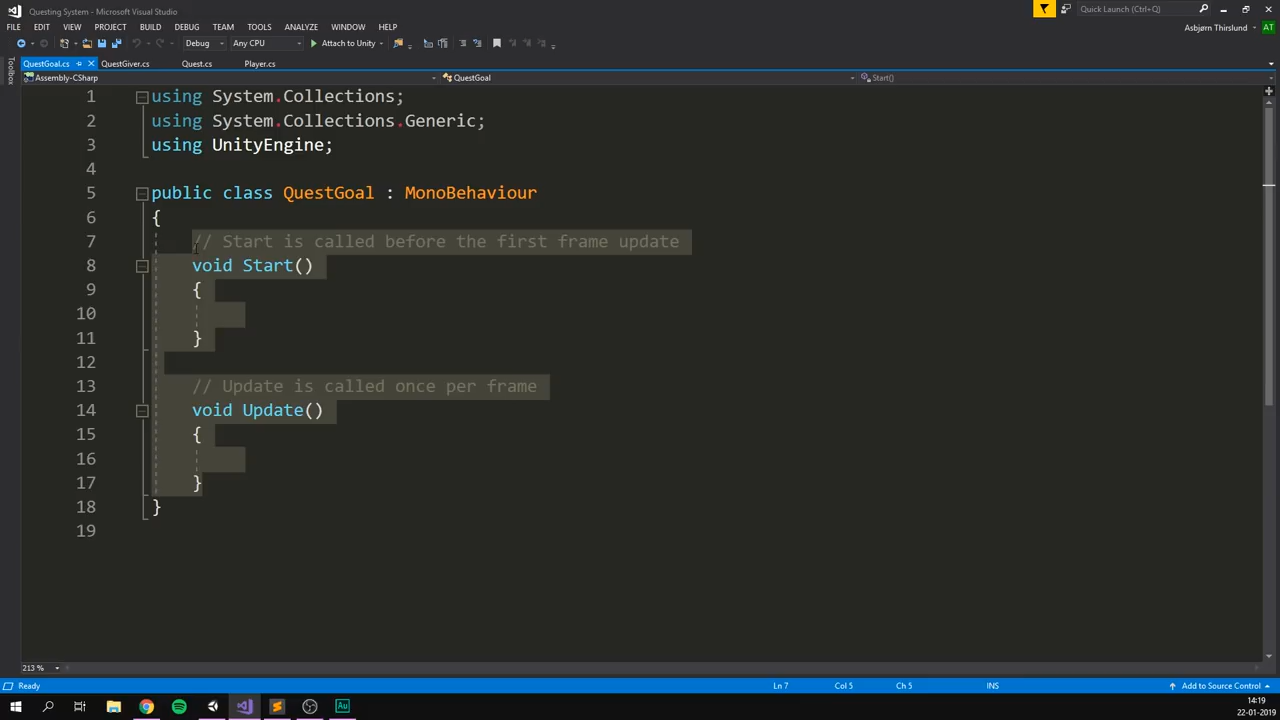 Questing System - Microsoft Visual Studio
Quick Launch (Ctrl+Q)
FILE EDIT VIEW PROJECT BUILD DEBUG TEAM TOOLS ANALYZE WINDOW HELP
Asbjørn Thirslund AT
Debug Any CPU Attach to Unity
Toolbox
QuestGoal.cs QuestGiver.cs Quest.cs Player.cs
Assembly-CSharp QuestGoal Start()
1 using System.Collections;
2 using System.Collections.Generic;
3 using UnityEngine;
4
5 public class QuestGoal : MonoBehaviour
6 {
7 // Start is called before the first frame update
8 void Start()
9 {
10
11 }
12
13 // Update is called once per frame
14 void Update()
15 {
16
17 }
18 }
19
213 %
Ready Ln 7 Col 5 Ch 5 INS Add to Source Control
Au
14:19
22-01-2019